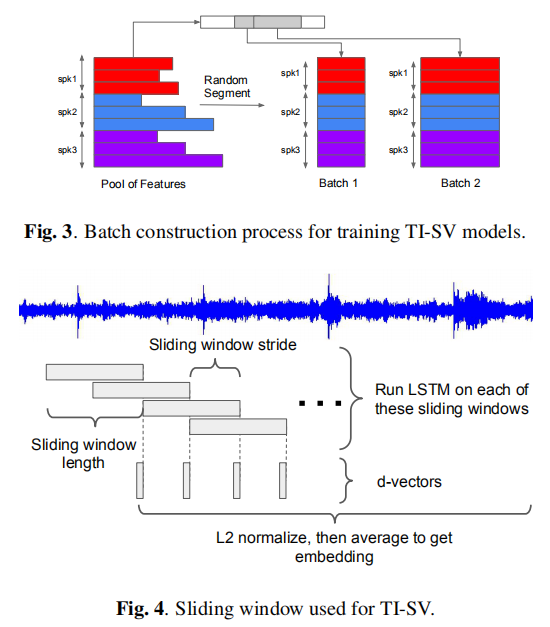 spk1
spk2
spk3
Pool of Features
Random
Segment
spk1
spk2
spk3
Batch 1
spk1
spk2
spk3
Batch 2
Fig. 3. Batch construction process for training TI-SV models.
Sliding window stride
Sliding window
length
Run LSTM on each of
these sliding windows
d-vectors
L2 normalize, then average to get
embedding
Fig. 4. Sliding window used for TI-SV.